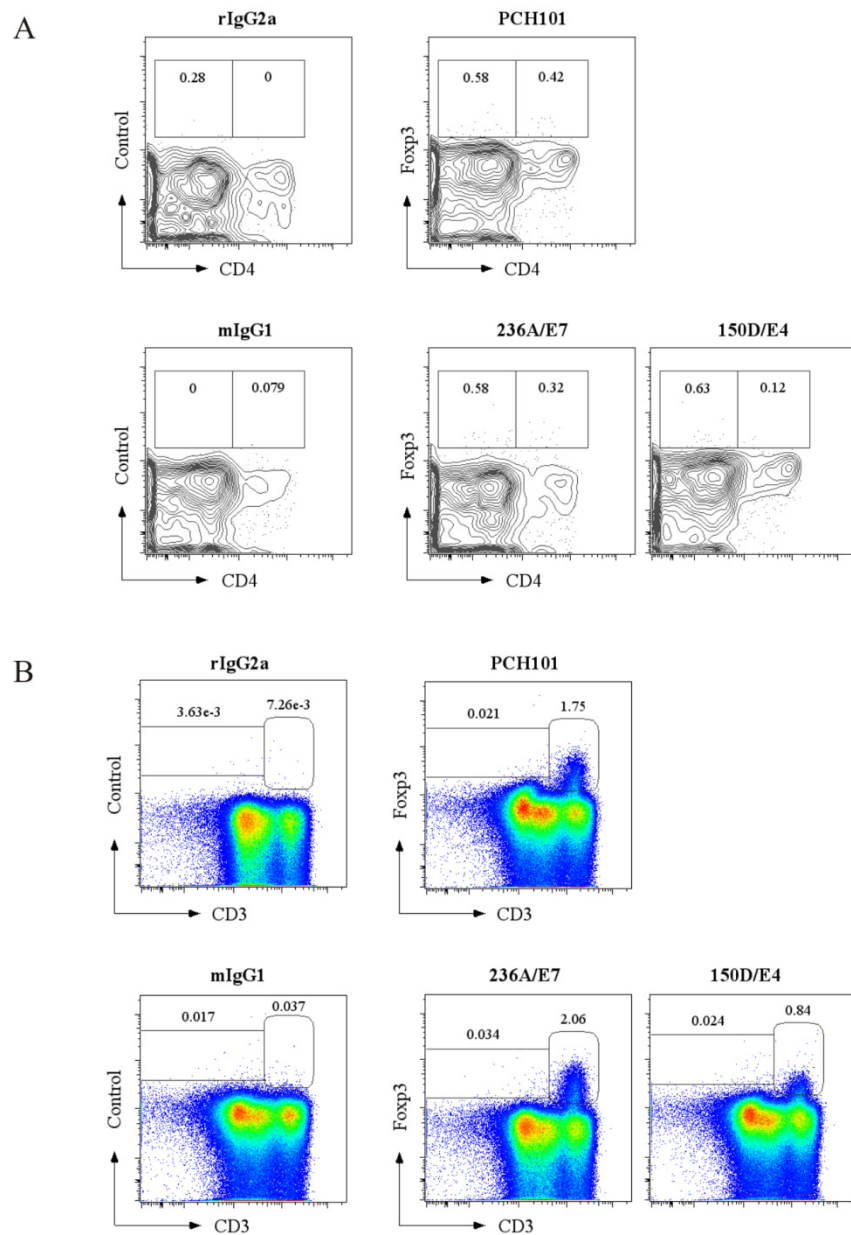 A
rIgG2a PCH101
0.28 0 0.58 0.42
Control Foxp3
CD4 CD4
mIgG1 236A/E7 150D/E4
0 0.079 0.58 0.32 0.63 0.12
Control Foxp3
CD4 CD4
B
rIgG2a PCH101
3.63e-3 7.26e-3 0.021 1.75
Control Foxp3
CD3 CD3
mIgG1 236A/E7 150D/E4
0.017 0.037 0.034 2.06 0.024 0.84
Control Foxp3
CD3 CD3